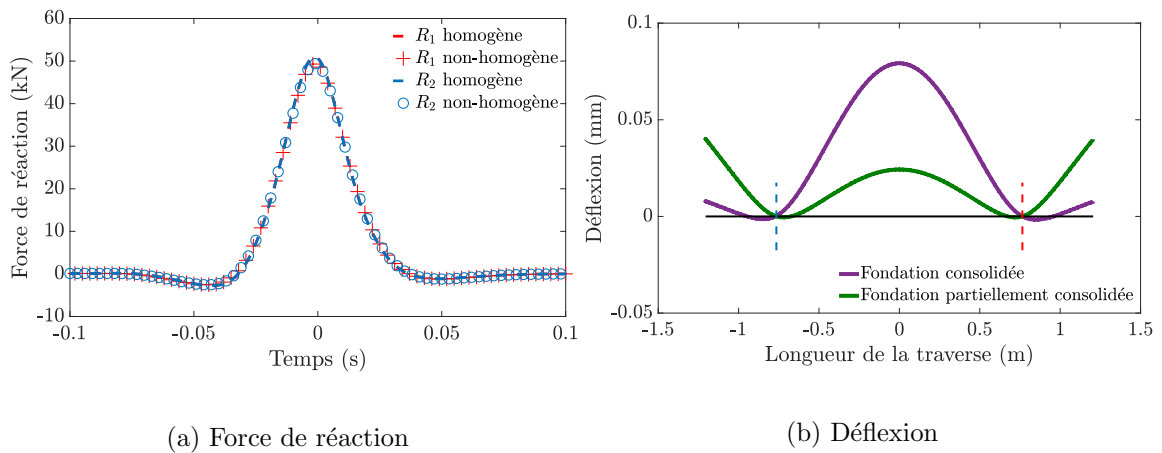 60
50
40
30
20
10
0
-10
-0.1
-0.05
0
0.05
0.1
Force de réaction (kN)
Temps (s)
R1 homogène
R1 non-homogène
R2 homogène
R2 non-homogène
(a) Force de réaction
0.1
0.05
0
-0.05
-1.5
-1
-0.5
0
0.5
1
1.5
Déflexion (mm)
Longueur de la traverse (m)
Fondation consolidée
Fondation partiellement consolidée
(b) Déflexion